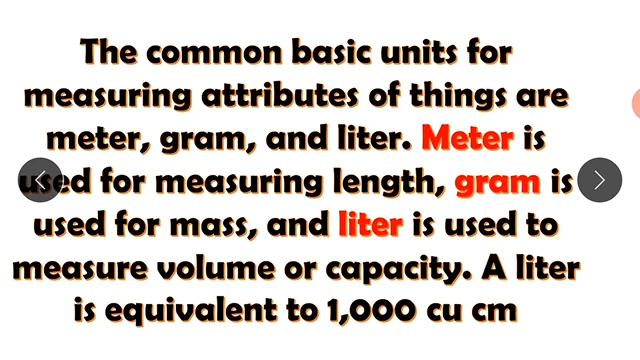 The common basic units for
measuring attributes of things are
meter, gram, and liter. Meter is
used for measuring length, gram is
used for mass, and liter is used to
measure volume or capacity. A liter
is equivalent to 1,000 cu cm